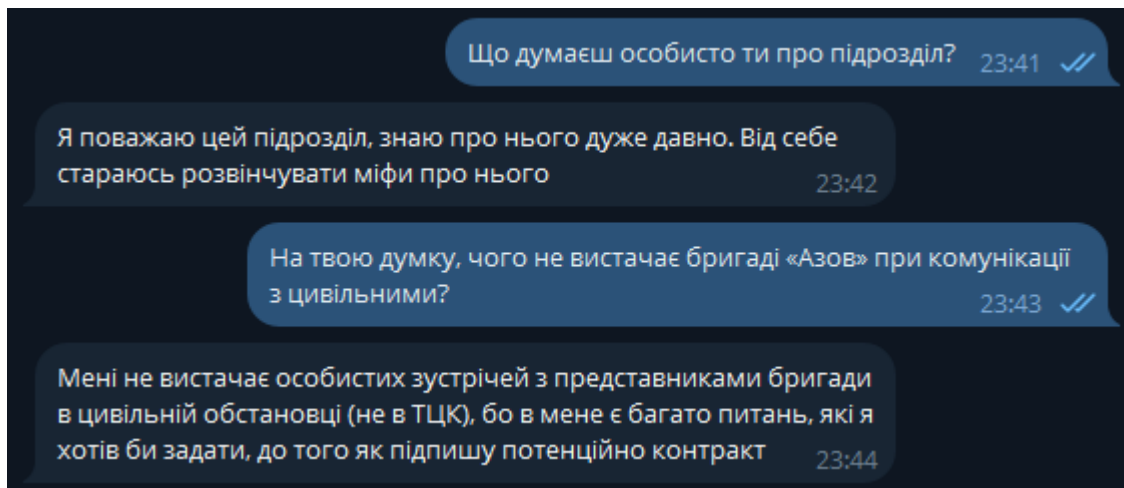 Що думаєш особисто ти про підрозділ?
23:41
Я поважаю цей підрозділ, знаю про нього дуже давно. Від себе
стараюсь розвінчувати міфи про нього
23:42
На твою думку, чого не вистачає бригаді «Азов» при комунікації
з цивільними?
23:43
Мені не вистачає особистих зустрічей з представниками бригади
в цивільній обстановці (не в ТЦК), бо в мене є багато питань, які я
хотів би задати, до того як підпишу потенційно контракт
23:44